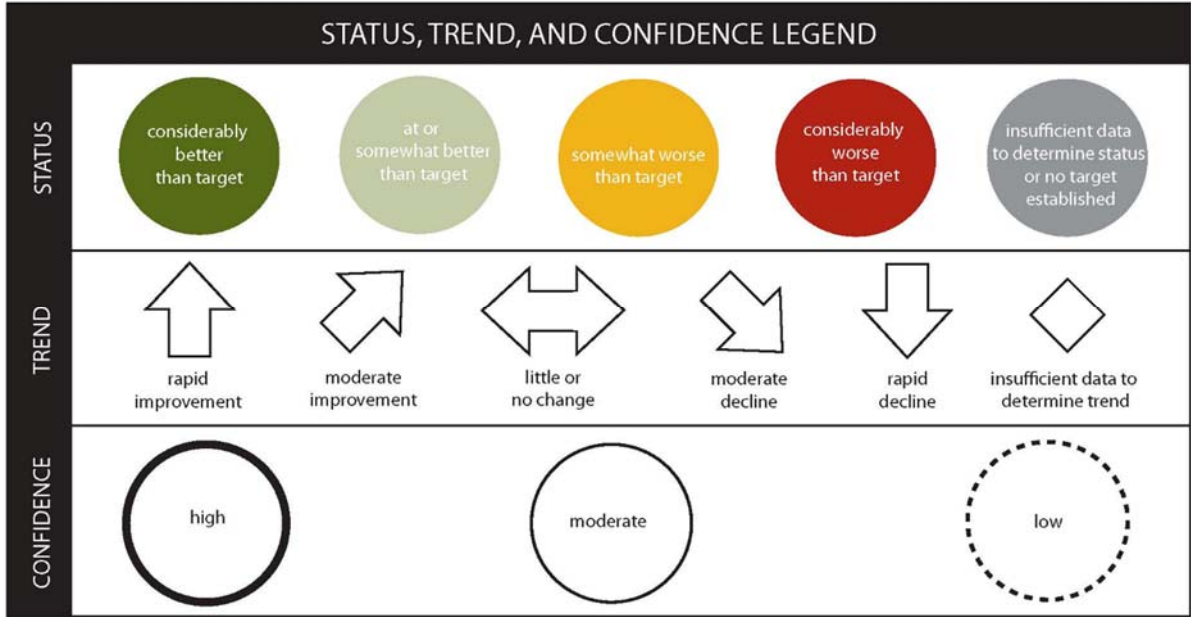 STATUS, TREND, AND CONFIDENCE LEGEND
STATUS
considerably
better
than target
at or
somewhat better
than target
somewhat worse
than target
considerably
worse
than target
insufficient data
to determine status
or no target
established
TREND
rapid
improvement
moderate
improvement
little or
no change
moderate
decline
rapid
decline
insufficient data to
determine trend
CONFIDENCE
high
moderate
low